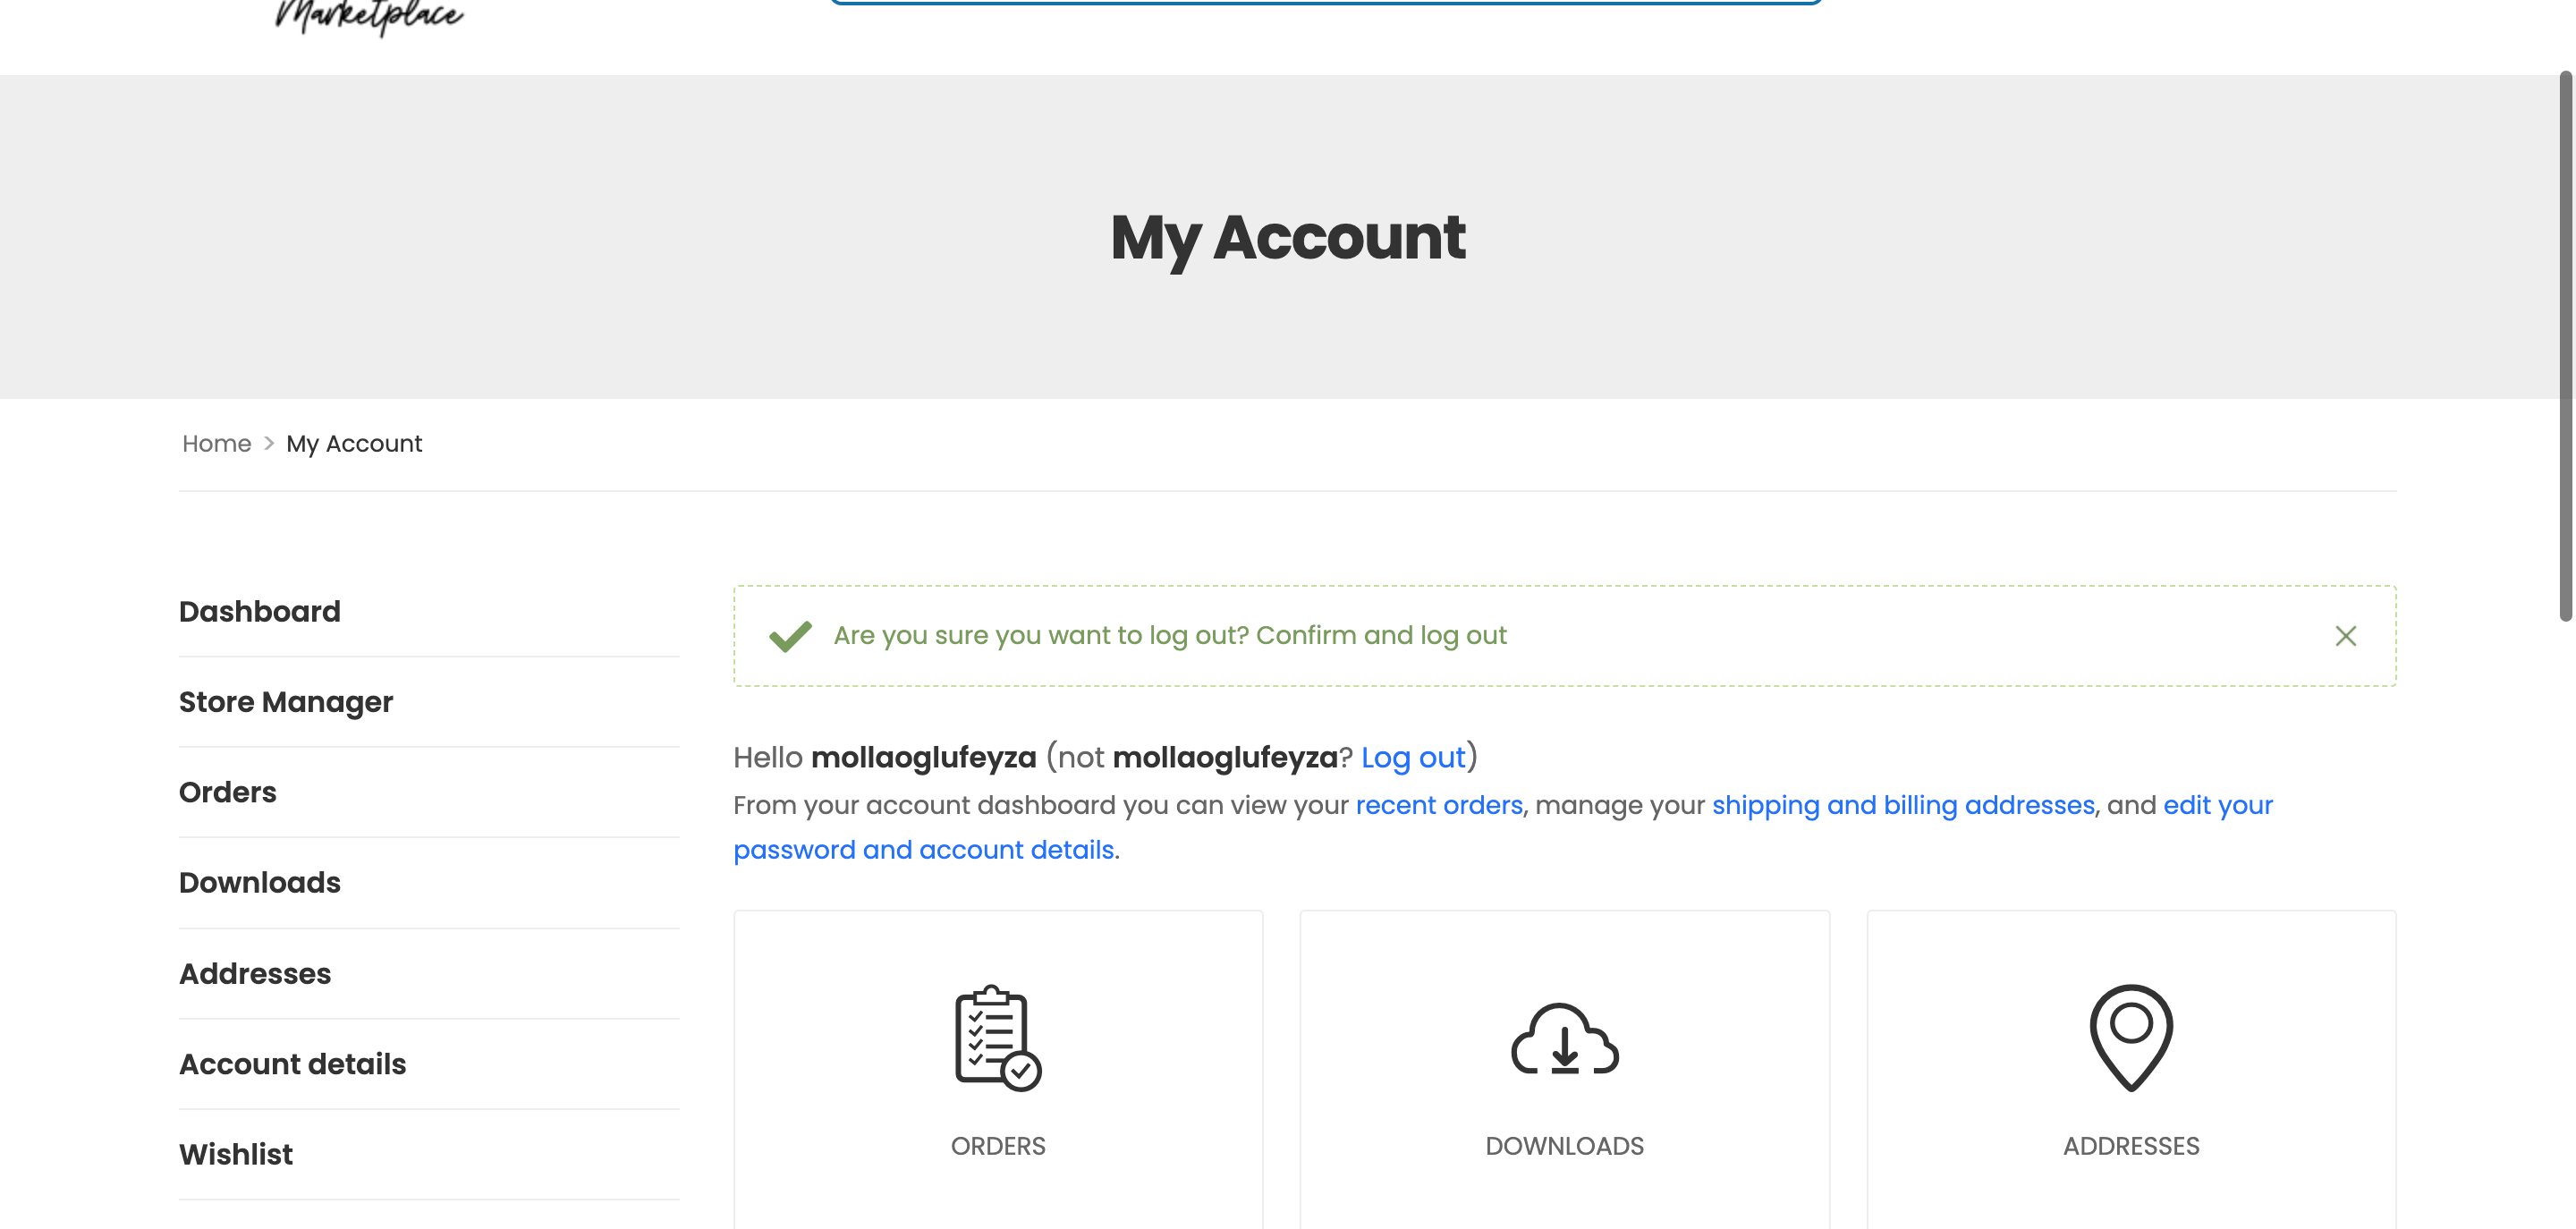 Marketplace
My Account
Home > My Account
Dashboard
Store Manager
Orders
Downloads
Addresses
Account details
Wishlist
Are you sure you want to log out? Confirm and log out
Hello mollaoglufeyza (not mollaoglufeyza? Log out)
From your account dashboard you can view your recent orders, manage your shipping and billing addresses, and edit your
password and account details.
ORDERS
DOWNLOADS
ADDRESSES